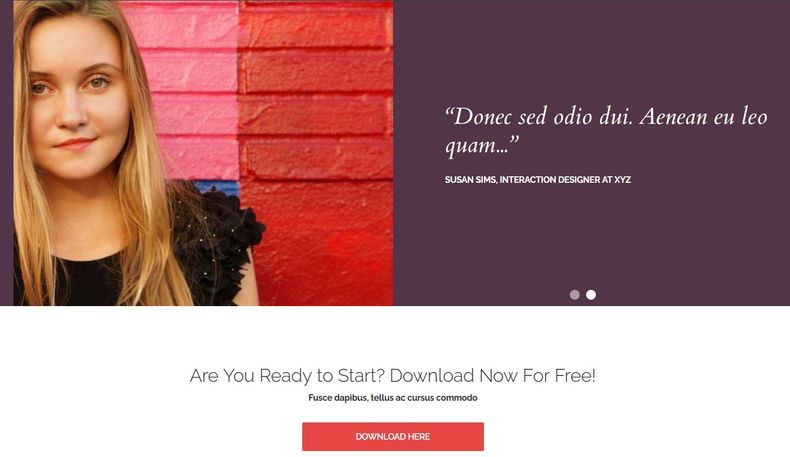 “Donec sed odio dui. Aenean eu leo
quam...”
SUSAN SIMS, INTERACTION DESIGNER AT XYZ
Are You Ready to Start? Download Now For Free!
Fusce dapibus, tellus ac cursus commodo
DOWNLOAD HERE